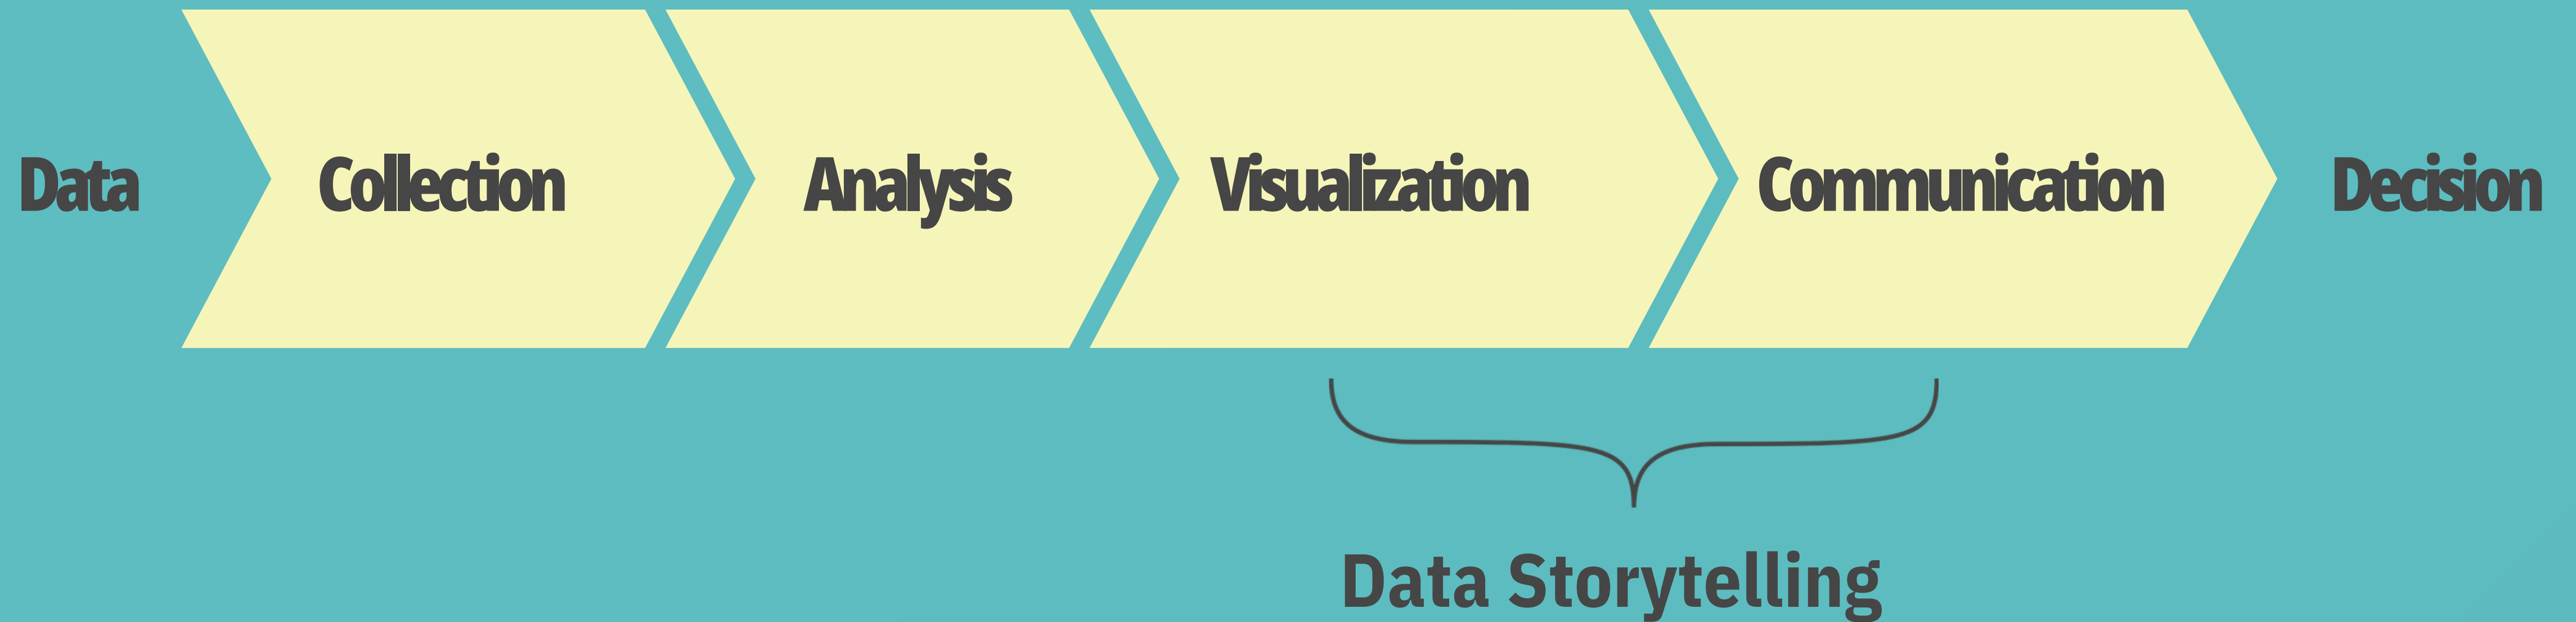 Data Collection Analysis Visualization Communication Decision
Data Storytelling